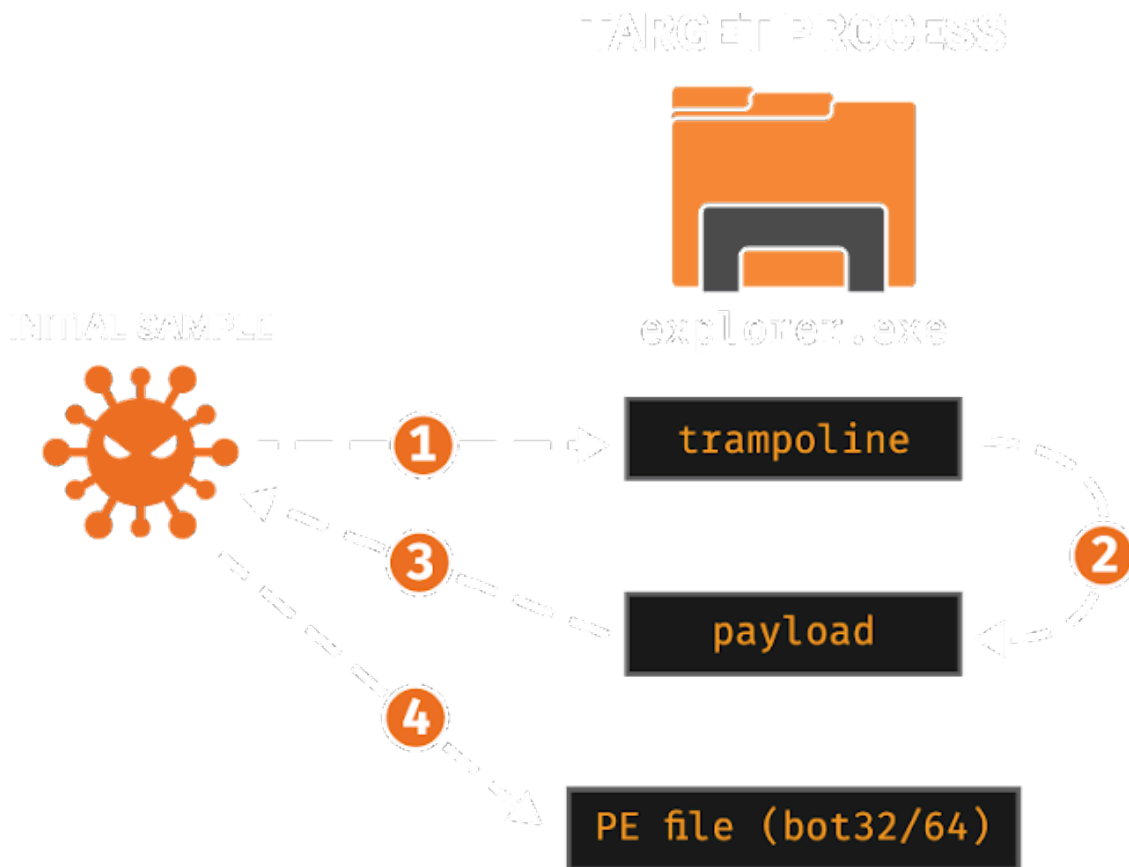 TARGET PROCESS
explorer.exe
INITIAL SAMPLE
1
trampoline
2
3
payload
4
PE file (bot32/64)